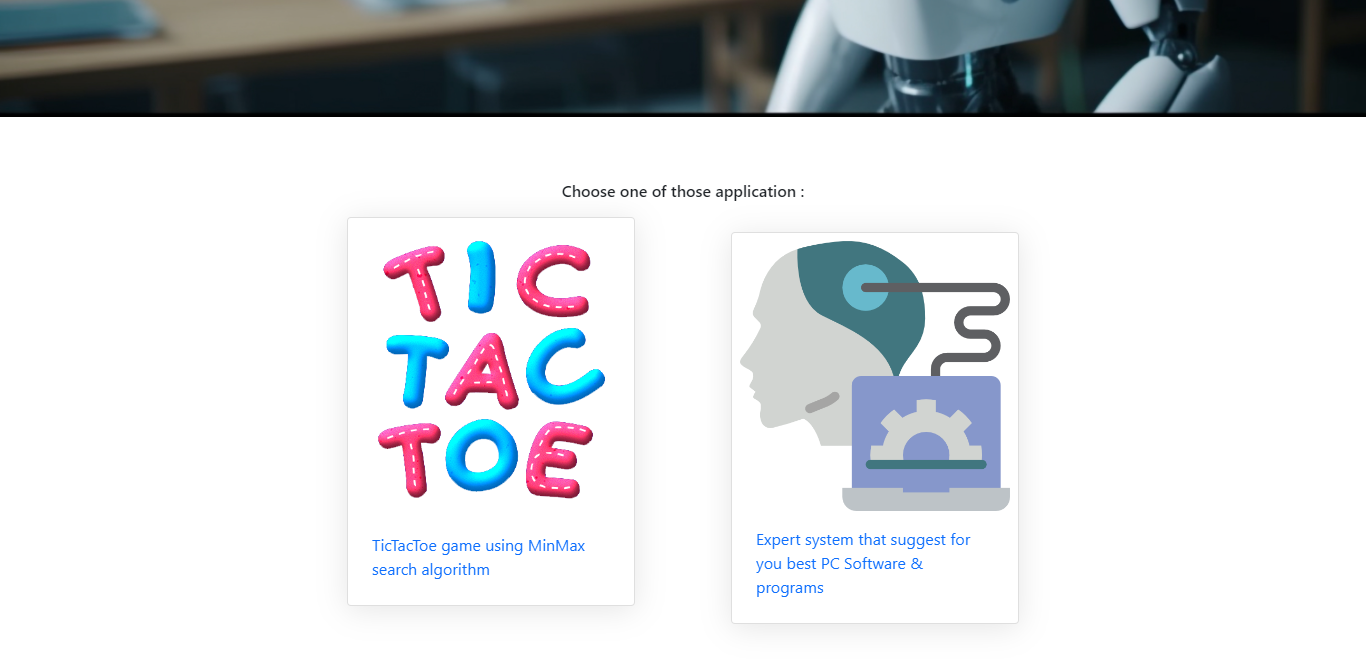 Choose one of those application :
TIC
TAC
TOE
TicTacToe game using MinMax
search algorithm
Expert system that suggest for
you best PC Software &
programs